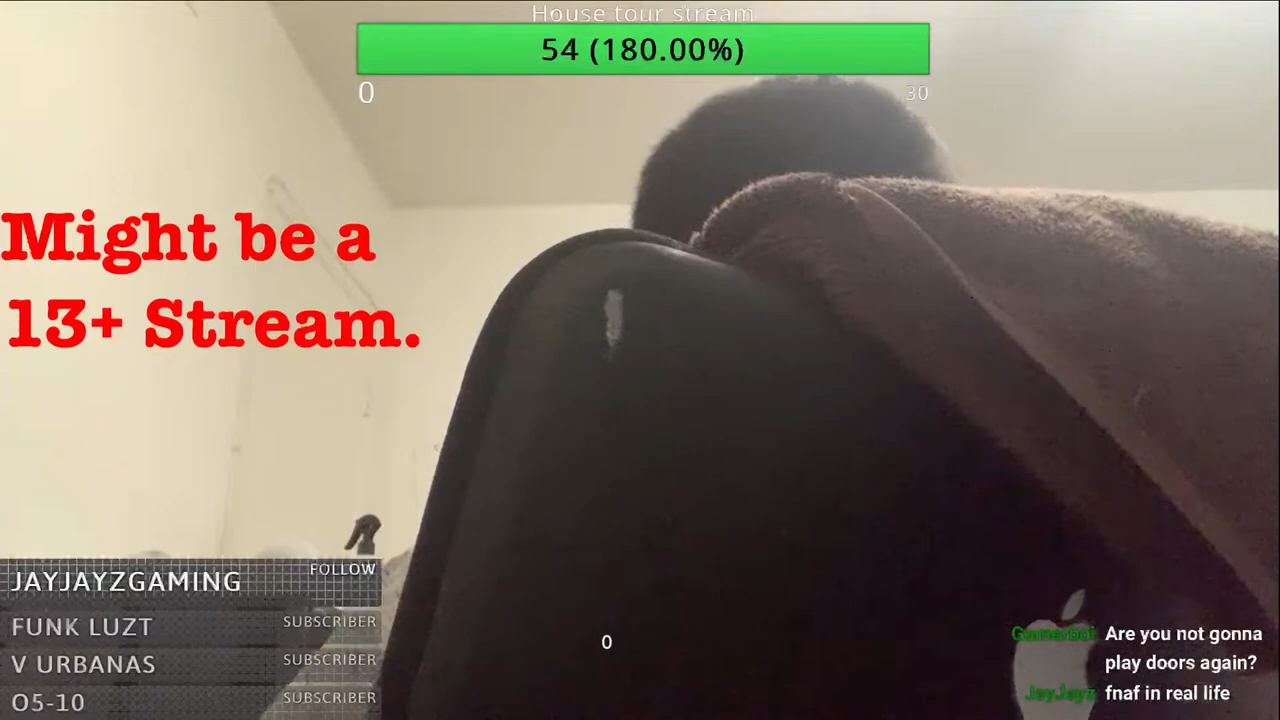 House tour stream
54 (180.00%)
0
30
Might be a
13+ Stream.
JAYJAYZGAMING FOLLOW
FUNK LUZT SUBSCRIBER
V URBANAS SUBSCRIBER
O5-10 SUBSCRIBER
0
Gamerboi Are you not gonna
play doors again?
JayJayz fnaf in real life